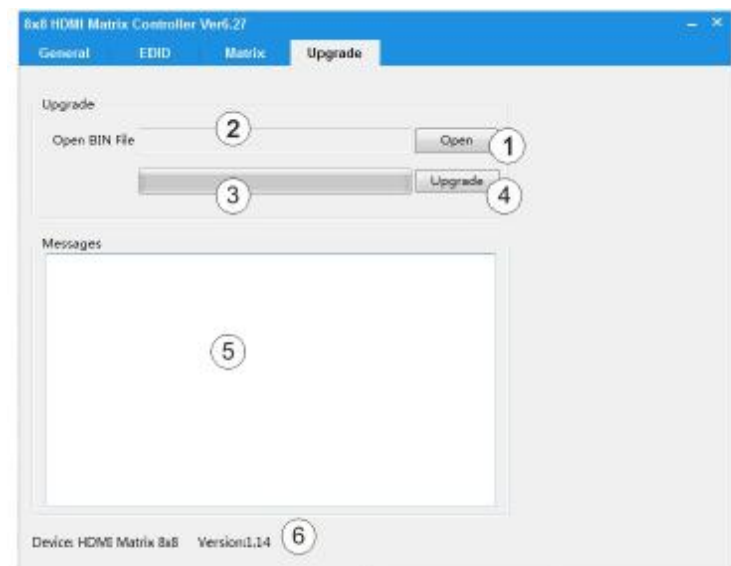 8x8 HDMI Matrix Controller Ver6.27
General EDID Matrix Upgrade
Upgrade
Open BIN File 2 Open 1
3 Upgrade 4
Messages
5
Device: HDMI Matrix 8x8 Version:1.14 6